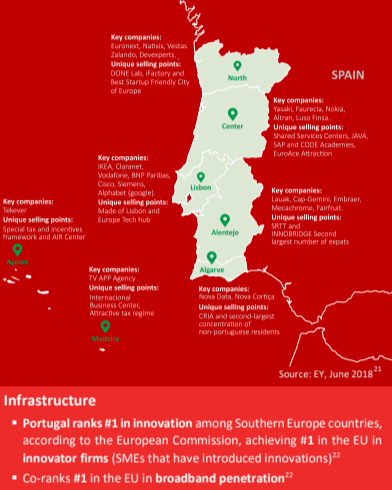 Key companies:
Euronext, Natixis, Vestas
Zalando, Devexperts.
Unique selling points:
DONE Lab, iFactory and
Best Startup Friendly City
of Europe
North
SPAIN
Key companies:
Yasaki, Faurecia, Nokia,
Altran, Luso Finsa.
Unique selling points:
Shared Services Centers, JAVA,
SAP and CODE Academies,
EuroAce Attraction
Center
Key companies:
IKEA, Claranet,
Vodafone, BNP Paribas,
Cisco, Siemens,
Alphabet (google).
Unique selling points:
Made of Lisbon and
Europe Tech hub
Lisbon
Key companies:
Lauak, Cap-Gemini, Embraer,
Mecachrome, Fairfruit.
Unique selling points:
SRTT and
INNOBRIDGE Second
largest number of expats
Alentejo
Key companies:
Tekever
Unique selling points:
Special tax and incentives
framework and AIR Center
Açores
Key companies:
TV APP Agency
Unique selling points:
Internacional
Business Center,
Attractive tax regime
Madeira
Algarve
Key companies:
Nova Data, Nova Cortiça
Unique selling points:
CRIA and second-largest
concentration of
non-portuguese residents
Source: EY, June 2018²¹
Infrastructure
▪ Portugal ranks #1 in innovation among Southern Europe countries,
according to the European Commission, achieving #1 in the EU in
innovator firms (SMEs that have introduced innovations)²²
▪ Co-ranks #1 in the EU in broadband penetration²²